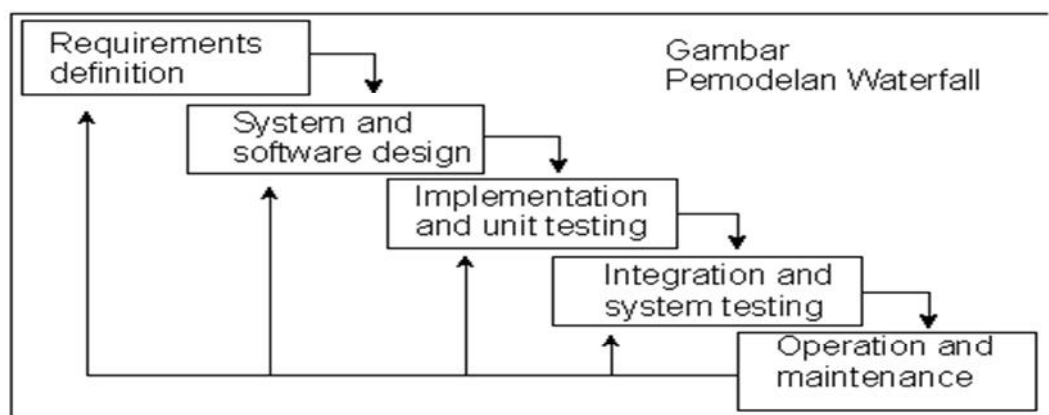 Requirements
definition
Gambar
Pemodelan Waterfall
System and
software design
Implementation
and unit testing
Integration and
system testing
Operation and
maintenance